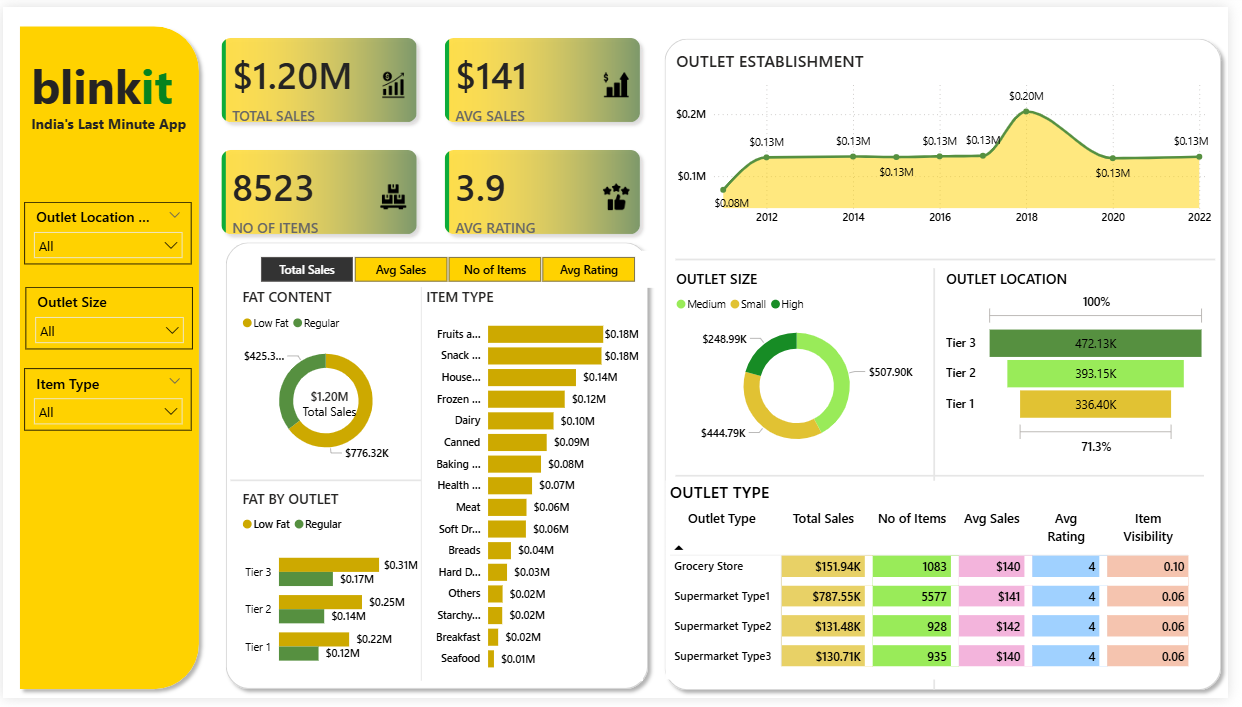 blinkit
India's Last Minute App
Outlet Location ...
All
Outlet Size
All
Item Type
All
$1.20M
TOTAL SALES
$141
AVG SALES
8523
NO OF ITEMS
3.9
AVG RATING
Total Sales Avg Sales No of Items Avg Rating
FAT CONTENT
Low Fat Regular
$425.3...
$1.20M
Total Sales
$776.32K
FAT BY OUTLET
Low Fat Regular
Tier 3 $0.31M
$0.17M
Tier 2 $0.25M
$0.14M
Tier 1 $0.22M
$0.12M
ITEM TYPE
Fruits a... $0.18M
Snack ... $0.18M
House... $0.14M
Frozen ... $0.12M
Dairy $0.10M
Canned $0.09M
Baking ... $0.08M
Health ... $0.07M
Meat $0.06M
Soft Dr... $0.06M
Breads $0.04M
Hard D... $0.03M
Others $0.02M
Starchy... $0.02M
Breakfast $0.02M
Seafood $0.01M
OUTLET ESTABLISHMENT
$0.20M
$0.2M
$0.13M $0.13M $0.13M $0.13M $0.13M
$0.13M $0.13M
$0.1M
$0.08M
2012 2014 2016 2018 2020 2022
OUTLET SIZE
Medium Small High
$248.99K
$507.90K
$444.79K
OUTLET LOCATION
100%
Tier 3 472.13K
Tier 2 393.15K
Tier 1 336.40K
71.3%
OUTLET TYPE
Outlet Type Total Sales No of Items Avg Sales Avg Rating Item Visibility
Grocery Store $151.94K 1083 $140 4 0.10
Supermarket Type1 $787.55K 5577 $141 4 0.06
Supermarket Type2 $131.48K 928 $142 4 0.06
Supermarket Type3 $130.71K 935 $140 4 0.06